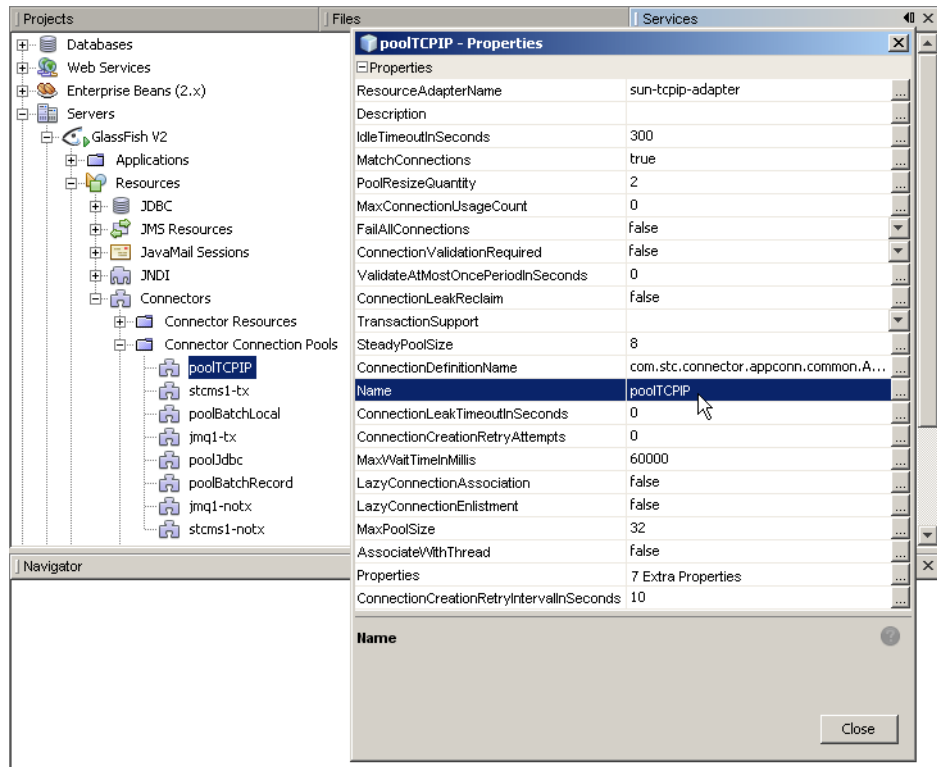 Projects
Files
Services
Databases
Web Services
Enterprise Beans (2.x)
Servers
GlassFish V2
Applications
Resources
JDBC
JMS Resources
JavaMail Sessions
JNDI
Connectors
Connector Resources
Connector Connection Pools
poolTCPIP
stcms1-tx
poolBatchLocal
jmq1-tx
poolJdbc
poolBatchRecord
jmq1-notx
stcms1-notx
Navigator
poolTCPIP - Properties
Properties
ResourceAdapterName sun-tcpip-adapter ...
Description ...
IdleTimeoutInSeconds 300 ...
MatchConnections true ...
PoolResizeQuantity 2 ...
MaxConnectionUsageCount 0 ...
FailAllConnections false
ConnectionValidationRequired false
ValidateAtMostOncePeriodInSeconds 0 ...
ConnectionLeakReclaim false ...
TransactionSupport
SteadyPoolSize 8 ...
ConnectionDefinitionName com.stc.connector.appconn.common.A... ...
Name poolTCPIP ...
ConnectionLeakTimeoutInSeconds 0 ...
ConnectionCreationRetryAttempts 0 ...
MaxWaitTimeInMillis 60000 ...
LazyConnectionAssociation false ...
LazyConnectionEnlistment false ...
MaxPoolSize 32 ...
AssociateWithThread false ...
Properties 7 Extra Properties ...
ConnectionCreationRetryIntervalInSeconds 10 ...
Name
?
Close